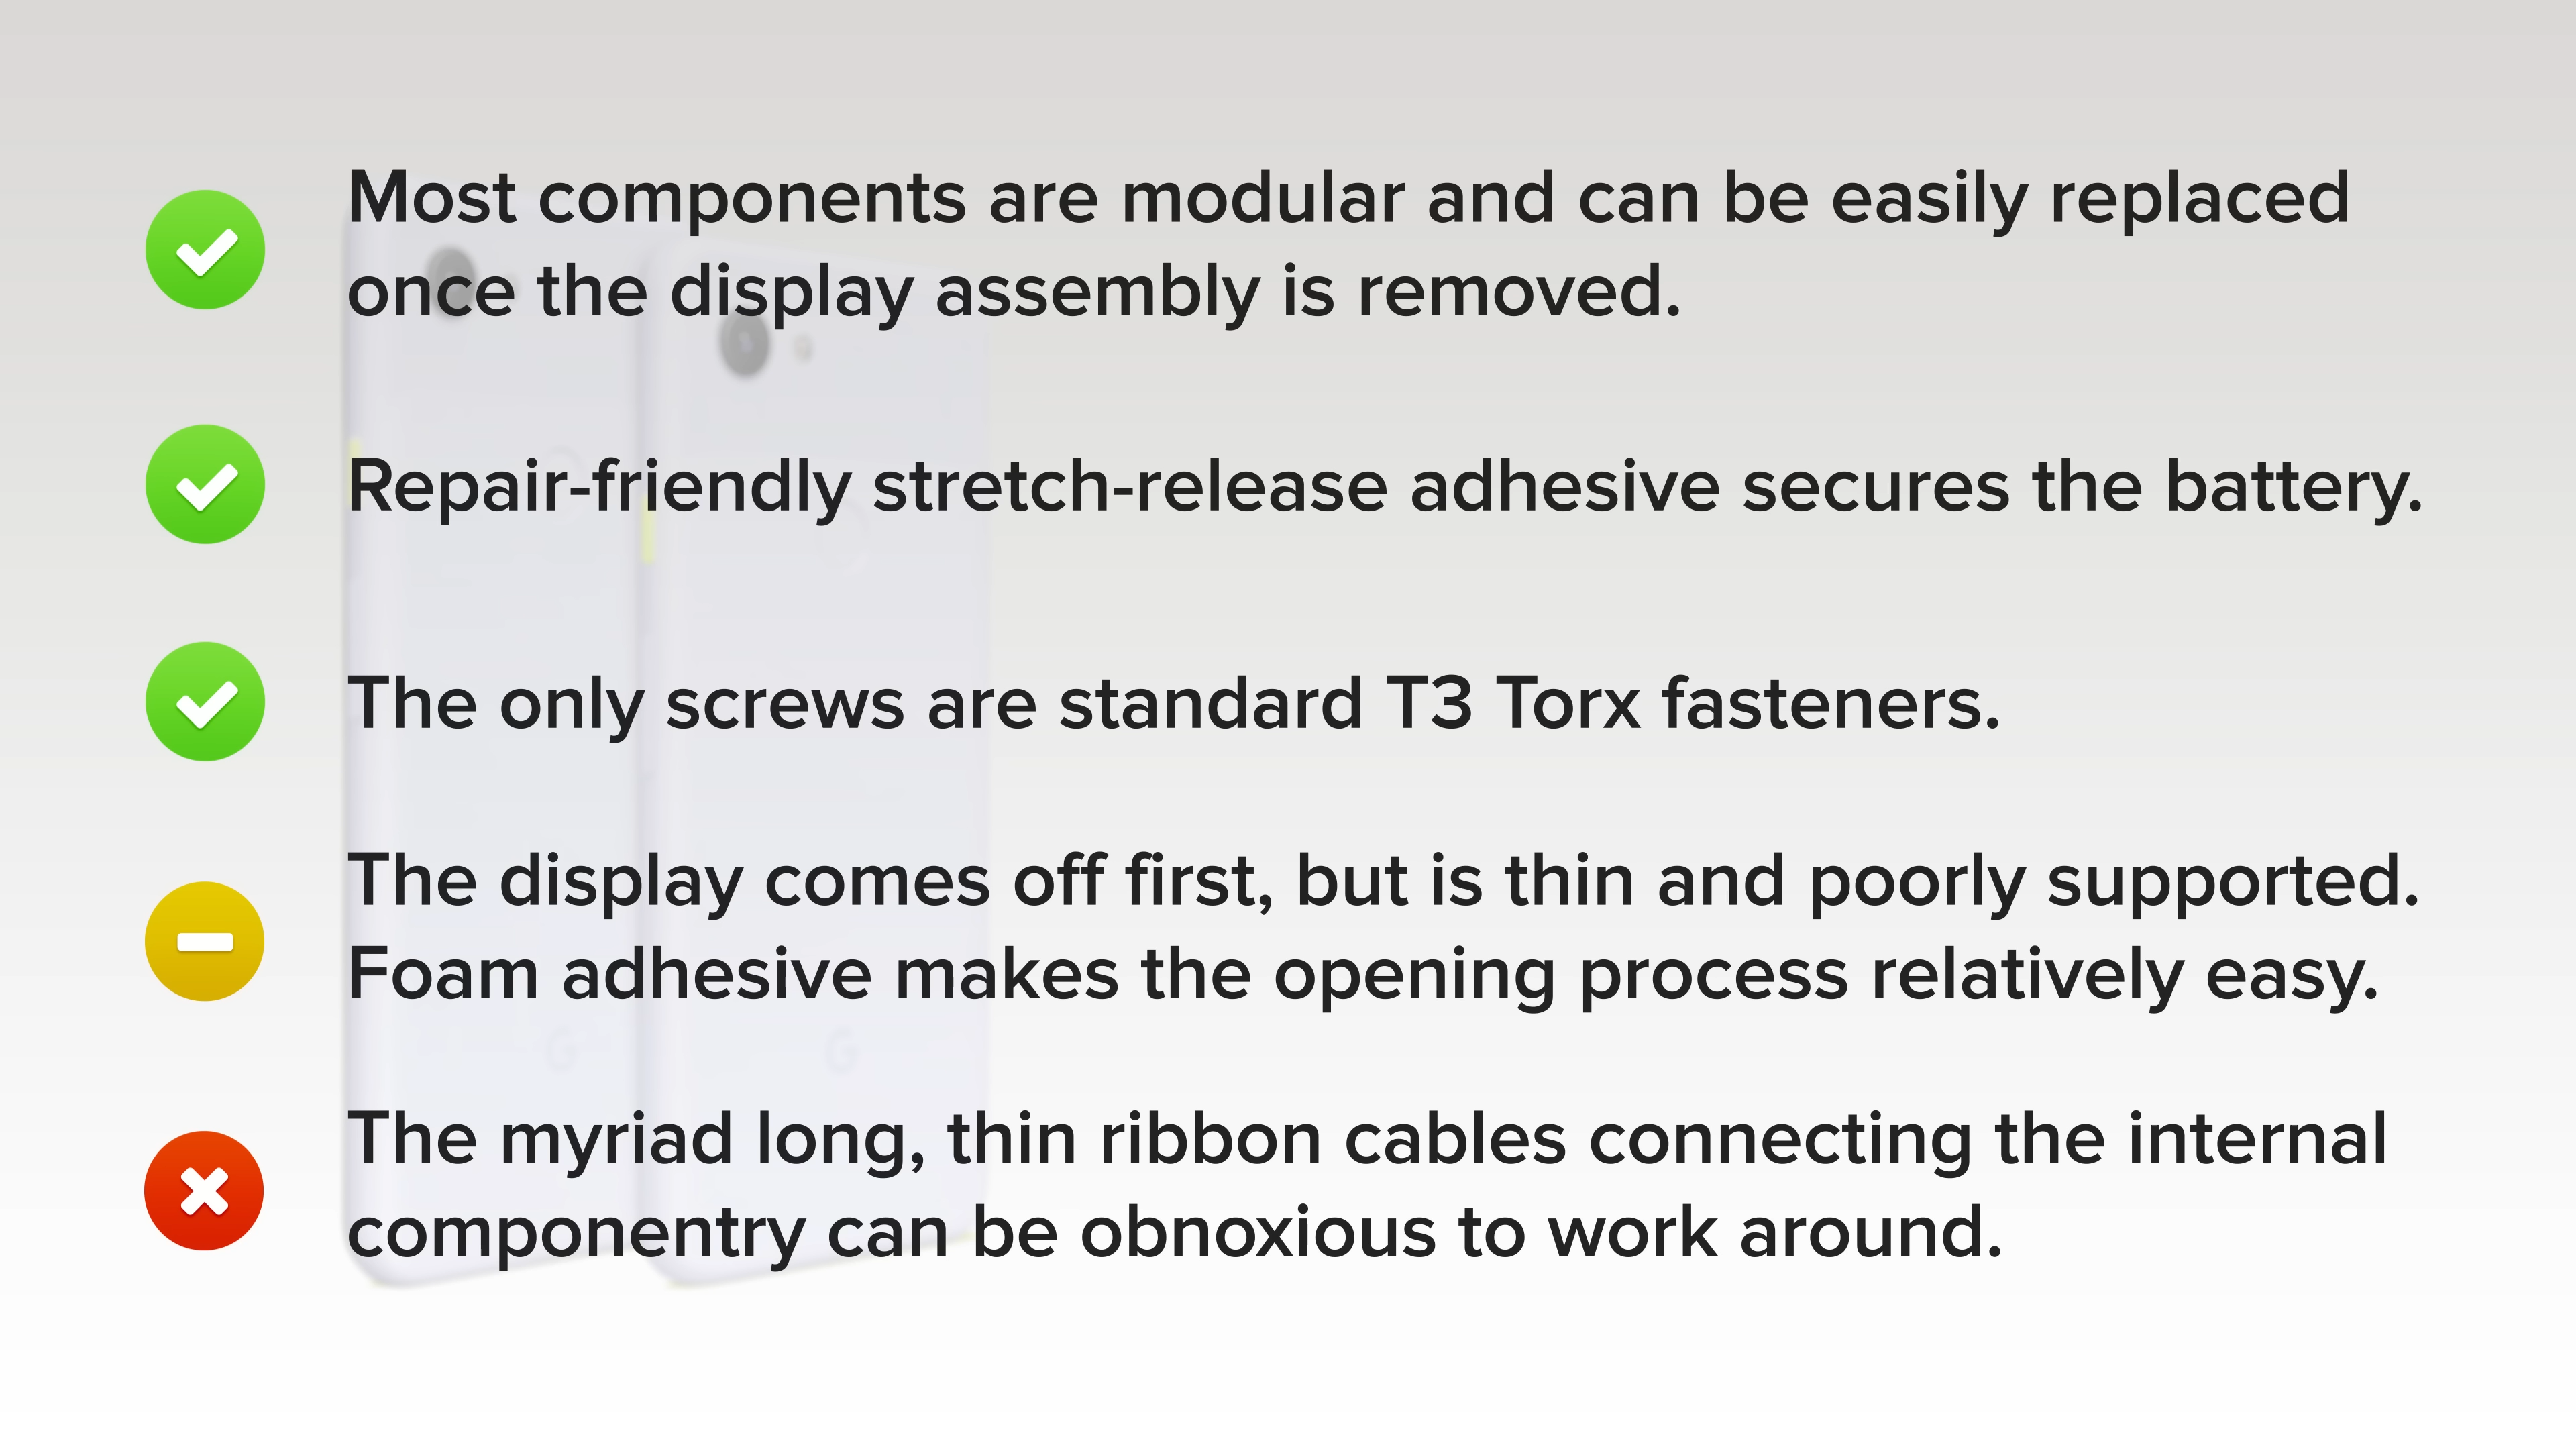 Most components are modular and can be easily replaced
once the display assembly is removed.
Repair-friendly stretch-release adhesive secures the battery.
The only screws are standard T3 Torx fasteners.
The display comes off first, but is thin and poorly supported.
Foam adhesive makes the opening process relatively easy.
G
G
The myriad long, thin ribbon cables connecting the internal
componentry can be obnoxious to work around.